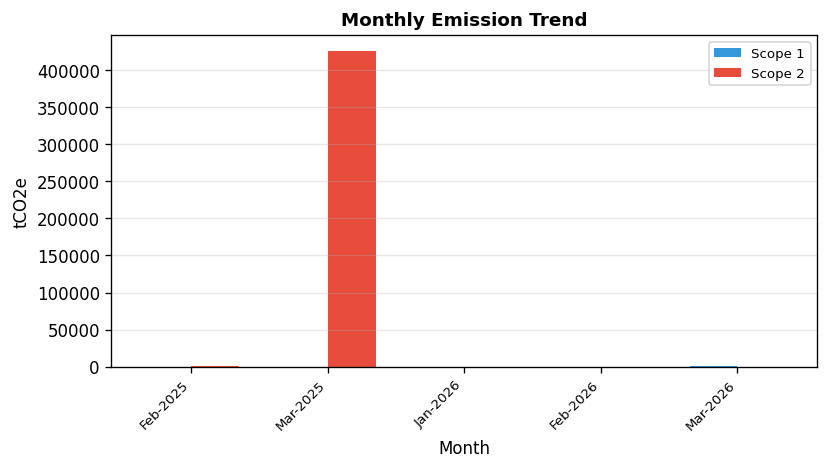 Monthly Emission Trend
Scope 1
Scope 2
tCO2e
400000
350000
300000
250000
200000
150000
100000
50000
0
Feb-2025
Mar-2025
Jan-2026
Feb-2026
Mar-2026
Month